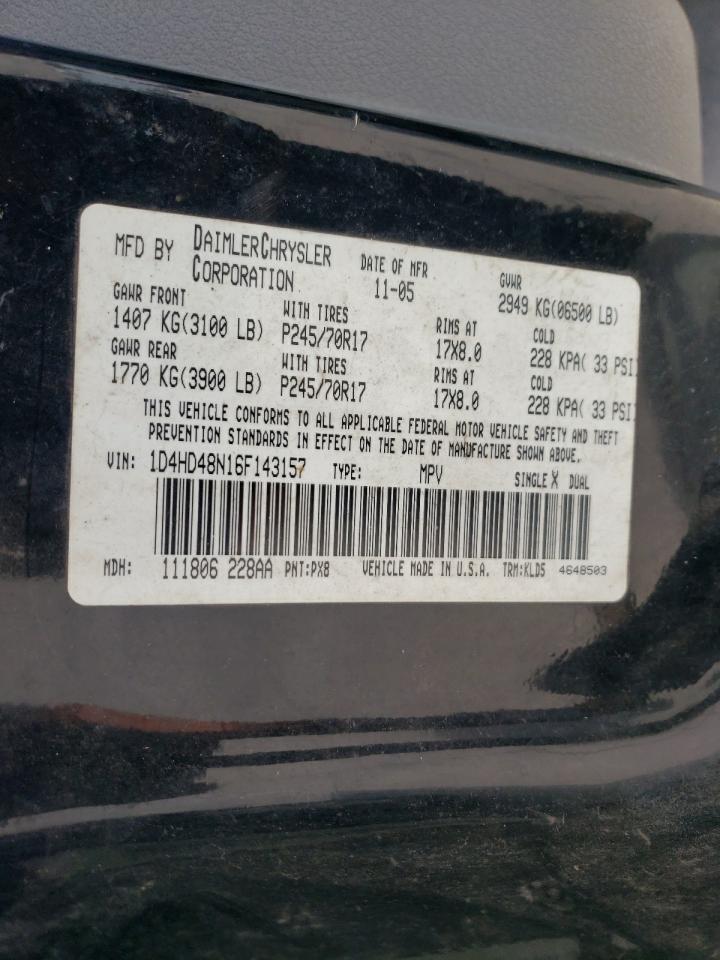 MFD BY DAIMLERCHRYSLER CORPORATION DATE OF MFR 11-05 GVWR 2949 KG(06500 LB)
GAWR FRONT WITH TIRES RIMS AT COLD
1407 KG(3100 LB) P245/70R17 17X8.0 228 KPA( 33 PSI
GAWR REAR WITH TIRES RIMS AT COLD
1770 KG(3900 LB) P245/70R17 17X8.0 228 KPA( 33 PSI
THIS VEHICLE CONFORMS TO ALL APPLICABLE FEDERAL MOTOR VEHICLE SAFETY AND THEFT
PREVENTION STANDARDS IN EFFECT ON THE DATE OF MANUFACTURE SHOWN ABOVE.
VIN: 1D4HD48N16F143157 TYPE: MPV SINGLE X DUAL
MDH: 111806 228AA PNT:PX8 VEHICLE MADE IN U.S.A. TRM:KLD5 4648503